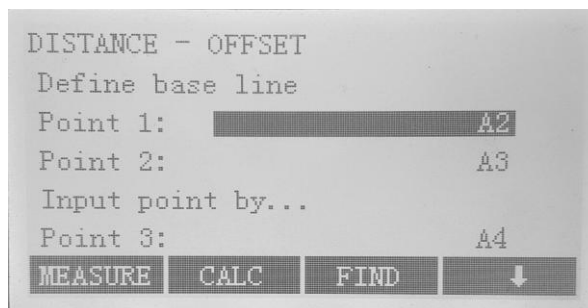 DISTANCE - OFFSET
Define base line
Point 1: A2
Point 2: A3
Input point by...
Point 3: A4
MEASURE CALC FIND ↓